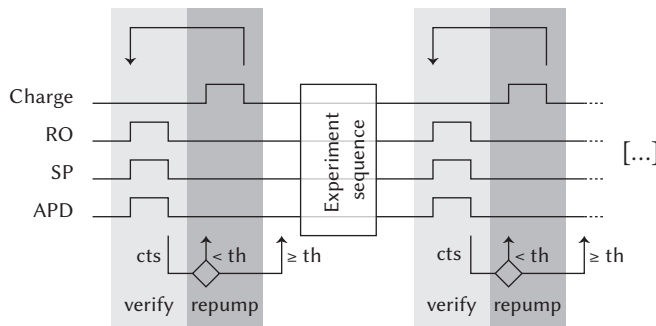 Charge
RO
SP
APD
Experiment
sequence
[...]
cts
< th
≥ th
cts
< th
≥ th
verify
repump
verify
repump